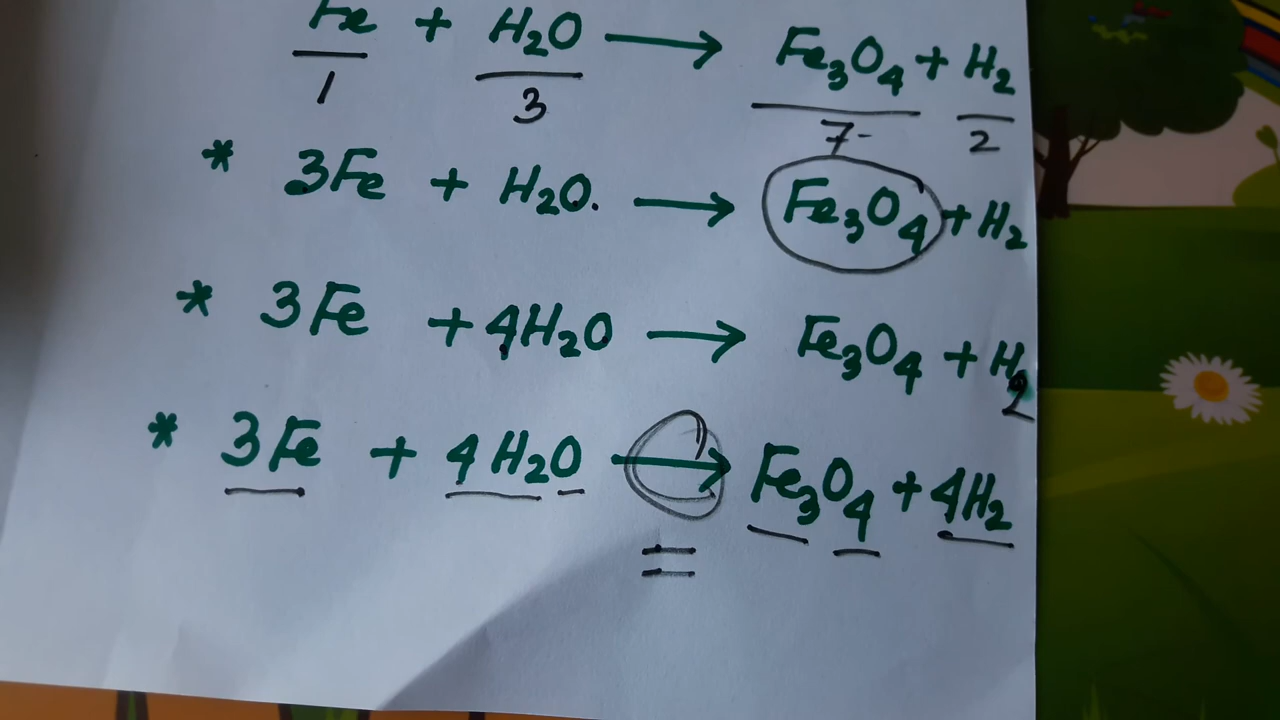 Fe + H₂O ⟶ Fe₃O₄ + H₂
1 3 7 2
* 3Fe + H₂O. ⟶ Fe₃O₄ + H₂
* 3Fe + 4H₂O ⟶ Fe₃O₄ + H₂
* 3Fe + 4H₂O ⟶ Fe₃O₄ + 4H₂
=